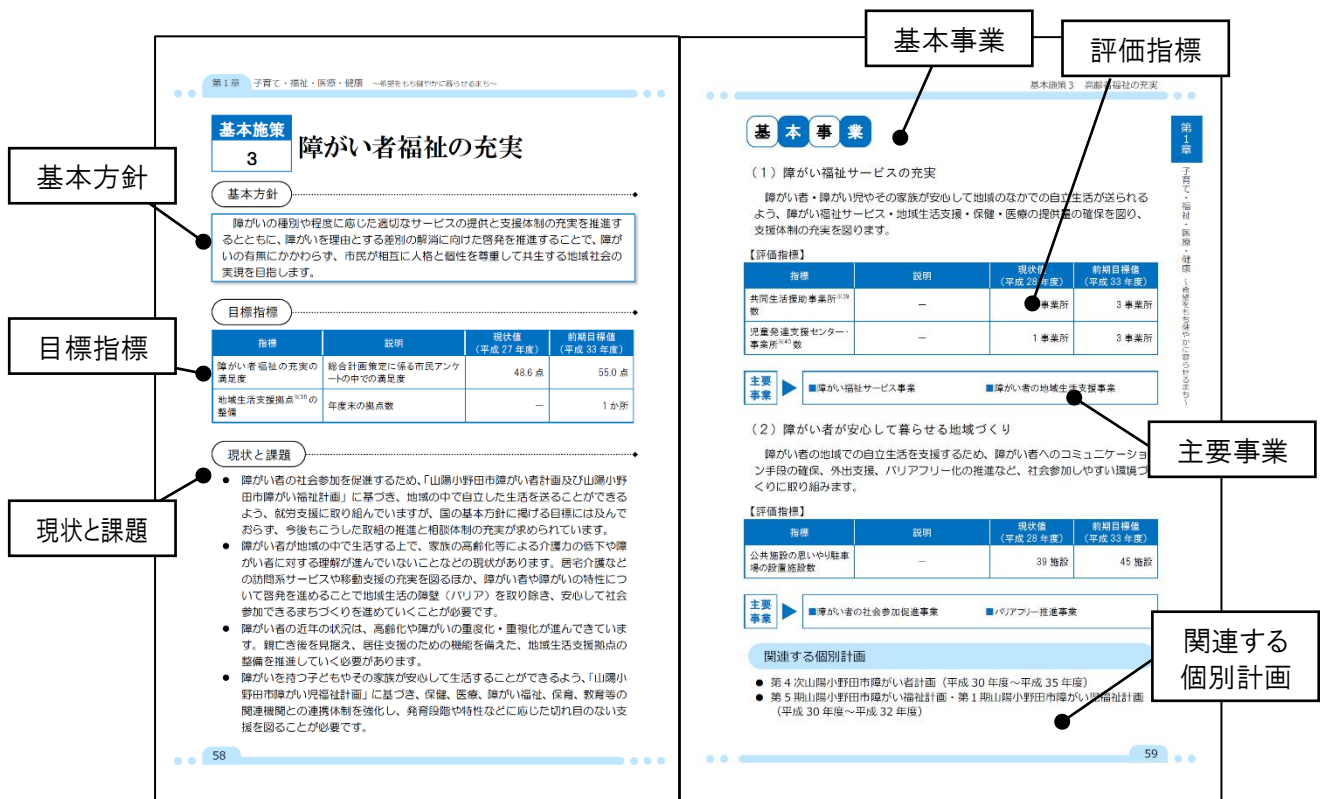 基本事業
評価指標
基本方針
目標指標
現状と課題
主要事業
関連する
個別計画
第1章 子育て・福祉・医療・健康 ~希望をもち健やかに暮らせるまち~
基本施策
3
障がい者福祉の充実
基本方針
障がいの種別や程度に応じた適切なサービスの提供と支援体制の充実を推進す
るとともに、障がいを理由とする差別の解消に向けた啓発を推進することで、障が
いの有無にかかわらず、市民が相互に人格と個性を尊重して共生する地域社会の
実現を目指します。
目標指標
指標 説明 現状値 前期目標値
(平成 27 年度) (平成 33 年度)
障がい者福祉の充実の 総合計画策定に係る市民アンケ 48.6 点 55.0 点
満足度 ートの中での満足度
地域生活支援拠点※38の 年度末の拠点数 － 1 か所
整備
現状と課題
● 障がい者の社会参加を促進するため、「山陽小野田市障がい者計画及び山陽小野
田市障がい福祉計画」に基づき、地域の中で自立した生活を送ることができる
よう、就労支援に取り組んでいますが、国の基本方針に掲げる目標には及んで
おらず、今後もこうした取組の推進と相談体制の充実が求められています。
● 障がい者が地域の中で生活する上で、家族の高齢化等による介護力の低下や障
がい者に対する理解が進んでいないことなどの現状があります。居宅介護など
の訪問系サービスや移動支援の充実を図るほか、障がい者や障がいの特性につ
いて啓発を進めることで地域生活の障壁（バリア）を取り除き、安心して社会
参加できるまちづくりを進めていくことが必要です。
● 障がい者の近年の状況は、高齢化や障がいの重度化・重複化が進んできていま
す。親亡き後を見据え、居住支援のための機能を備えた、地域生活支援拠点の
整備を推進していく必要があります。
● 障がいを持つ子どもやその家族が安心して生活することができるよう、「山陽小
野田市障がい児福祉計画」に基づき、保健、医療、障がい福祉、保育、教育等の
関連機関との連携体制を強化し、発育段階や特性などに応じた切れ目のない支
援を図ることが必要です。
58
基本施策3 高齢者福祉の充実
基本事業
（1）障がい福祉サービスの充実
障がい者・障がい児やその家族が安心して地域のなかでの自立生活が送られる
よう、障がい福祉サービス・地域生活支援・保健・医療の提供量の確保を図り、
支援体制の充実を図ります。
【評価指標】
指標 説明 現状値 前期目標値
(平成 28 年度) (平成 33 年度)
共同生活援助事業所※39 － 事業所 3 事業所
数
児童発達支援センター・ － 1 事業所 3 事業所
事業所※40数
主要
事業
■障がい福祉サービス事業 ■障がい者の地域生活支援事業
（2）障がい者が安心して暮らせる地域づくり
障がい者の地域での自立生活を支援するため、障がい者へのコミュニケーショ
ン手段の確保、外出支援、バリアフリー化の推進など、社会参加しやすい環境づ
くりに取り組みます。
【評価指標】
指標 説明 現状値 前期目標値
(平成 28 年度) (平成 33 年度)
公共施設の思いやり駐車 － 39 施設 45 施設
場の設置施設数
主要
事業
■障がい者の社会参加促進事業 ■バリアフリー推進事業
関連する個別計画
● 第4次山陽小野田市障がい者計画（平成 30 年度～平成 35 年度）
● 第5期山陽小野田市障がい福祉計画・第1期山陽小野田市障がい児福祉計画
（平成 30 年度～平成 32 年度）
59
第1章 子育て・福祉・医療・健康 ~希望をもち健やかに暮らせるまち~